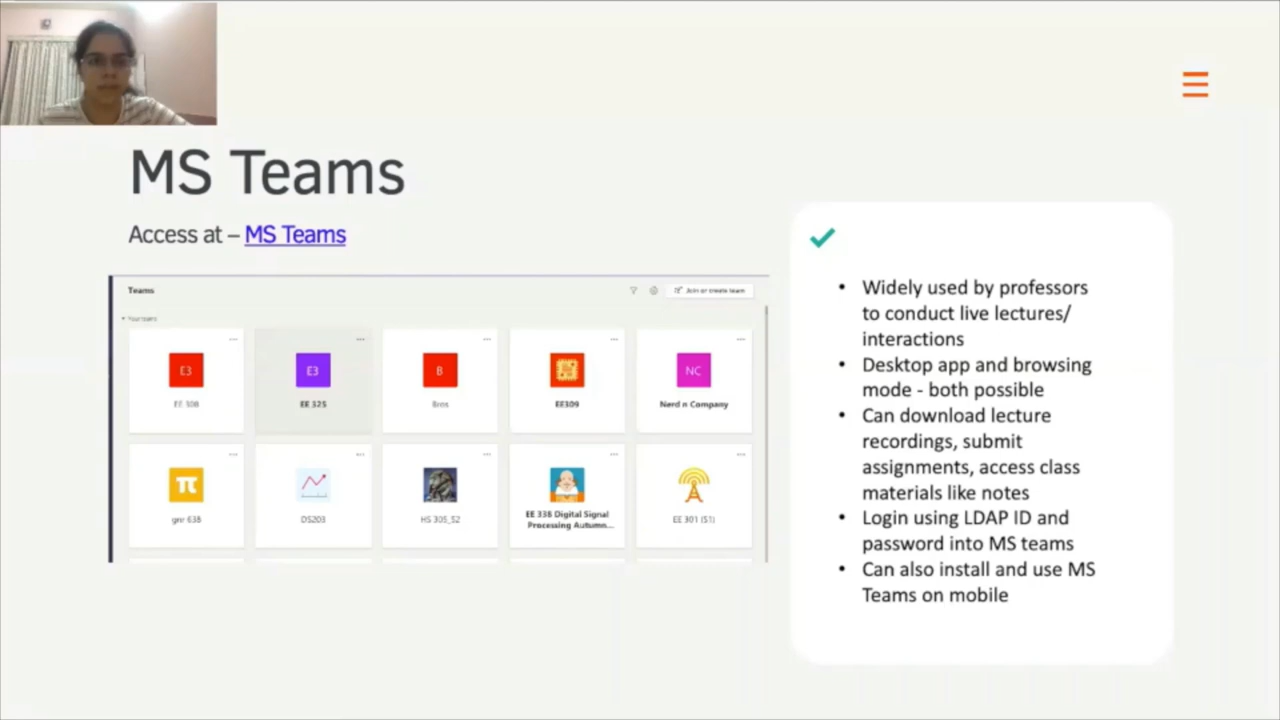 MS Teams
Access at – MS Teams
Teams
Join or create team
Your teams
E3
E3
B
NC
EE 308
EE 325
Bros
EE309
Nerd n Company
π
gnr 638
DS203
HS 305_S2
EE 338 Digital Signal
Processing Autumn...
EE 301 (S1)
• Widely used by professors
to conduct live lectures/
interactions
• Desktop app and browsing
mode - both possible
• Can download lecture
recordings, submit
assignments, access class
materials like notes
• Login using LDAP ID and
password into MS teams
• Can also install and use MS
Teams on mobile